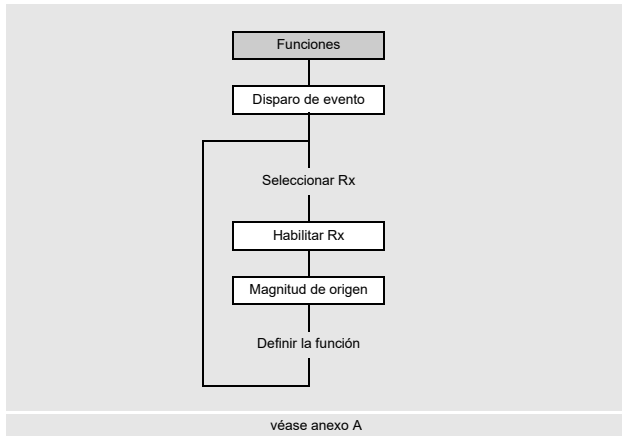 Funciones
Disparo de evento
Seleccionar Rx
Habilitar Rx
Magnitud de origen
Definir la función
véase anexo A